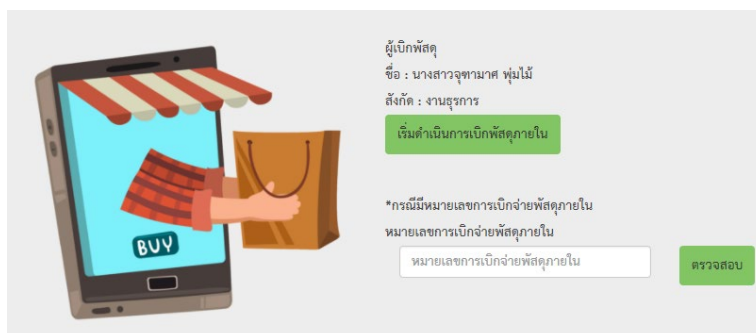 ผู้เบิกพัสดุ
ชื่อ : นางสาวจุฑามาศ พุ่มไม้
สังกัด : งานธุรการ
เริ่มดำเนินการเบิกพัสดุภายใน
*กรณีมีหมายเลขการเบิกจ่ายพัสดุภายใน
หมายเลขการเบิกจ่ายพัสดุภายใน
หมายเลขการเบิกจ่ายพัสดุภายใน
ตรวจสอบ
BUY